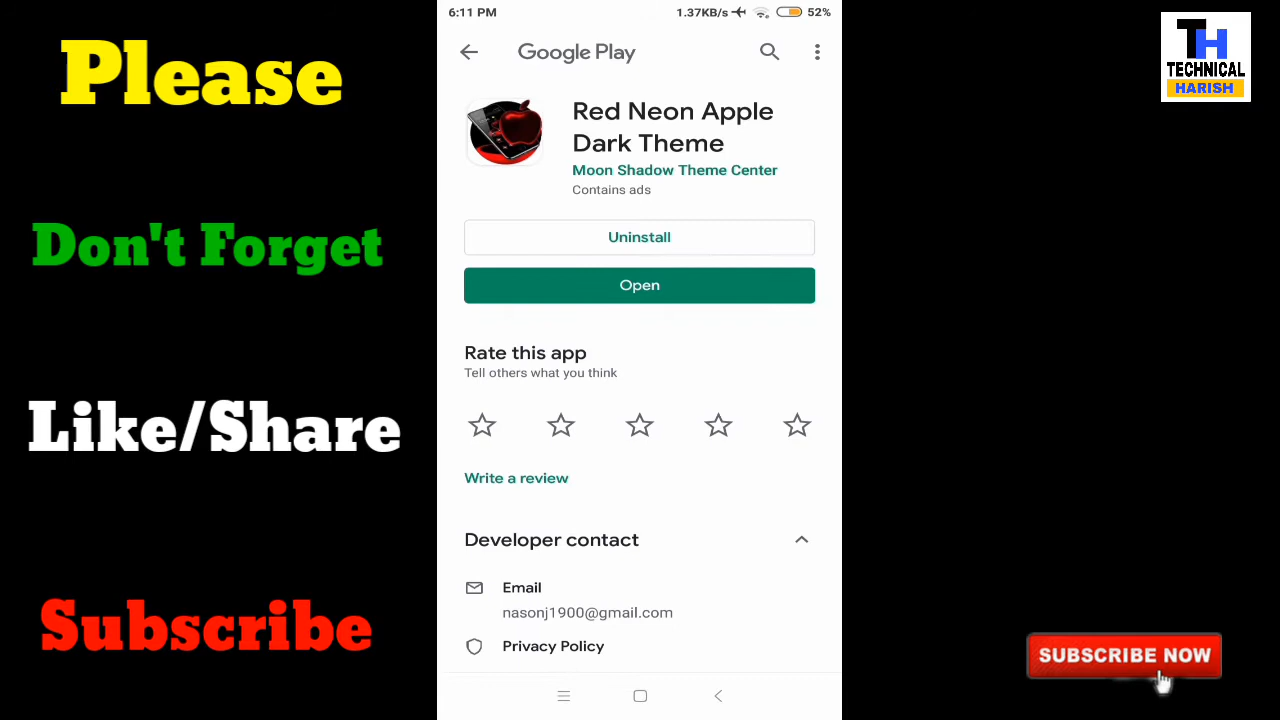 Please
Don't Forget
Like/Share
Subscribe
6:11 PM 1.37KB/s 52%
Google Play
Red Neon Apple
Dark Theme
Moon Shadow Theme Center
Contains ads
Uninstall
Open
Rate this app
Tell others what you think
Write a review
Developer contact
Email
nasonj1900@gmail.com
Privacy Policy
TH
TECHNICAL
HARISH
SUBSCRIBE NOW